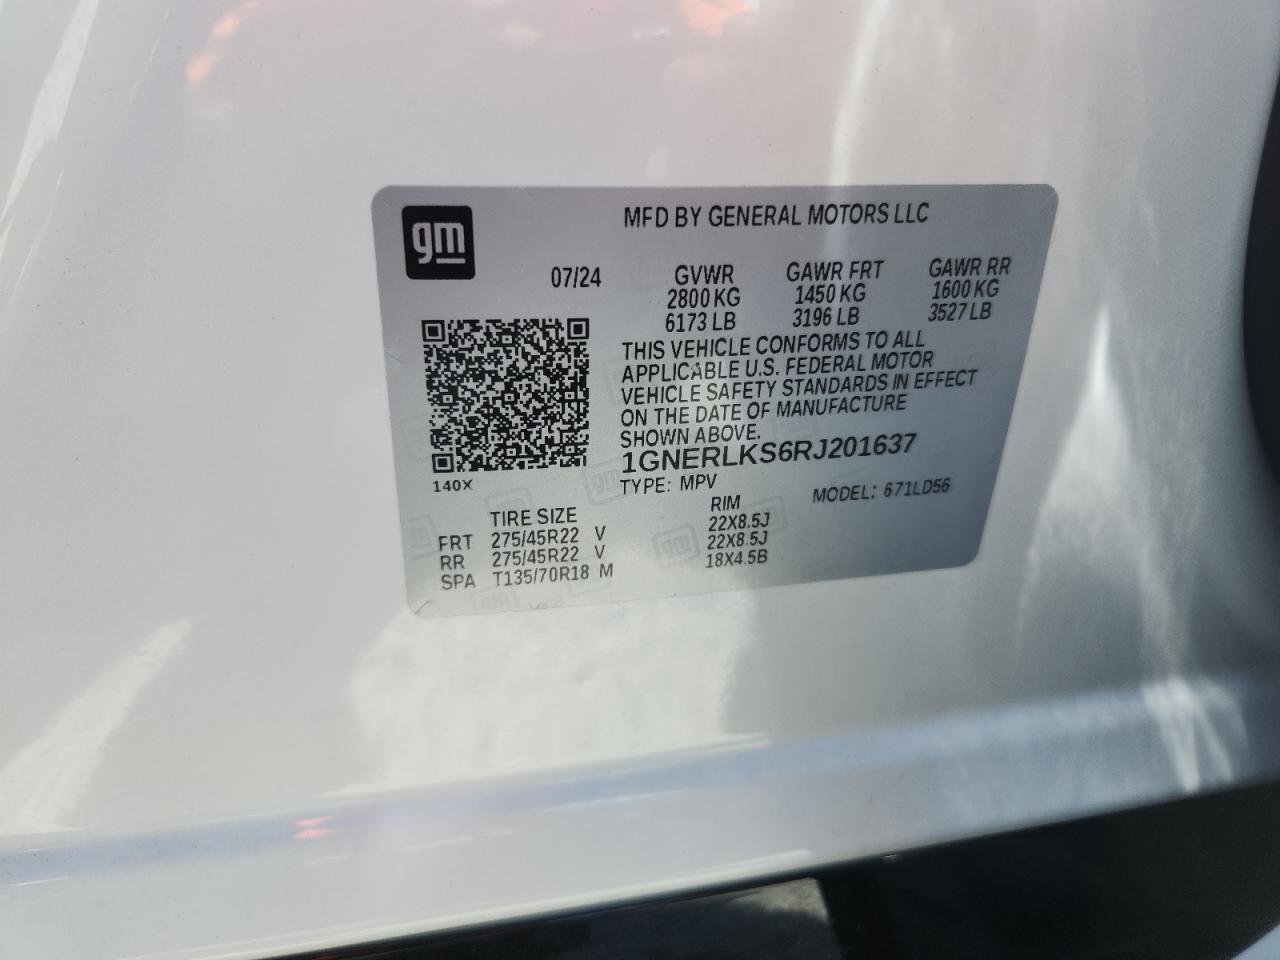 gm
MFD BY GENERAL MOTORS LLC
07/24
GVWR GAWR FRT GAWR RR
2800 KG 1450 KG 1600 KG
6173 LB 3196 LB 3527 LB
THIS VEHICLE CONFORMS TO ALL
APPLICABLE U.S. FEDERAL MOTOR
VEHICLE SAFETY STANDARDS IN EFFECT
ON THE DATE OF MANUFACTURE
SHOWN ABOVE.
1GNERLKS6RJ201637
140X
TYPE: MPV MODEL: 671LD56
TIRE SIZE RIM
FRT 275/45R22 V 22X8.5J
RR 275/45R22 V 22X8.5J
SPA T135/70R18 M 18X4.5B